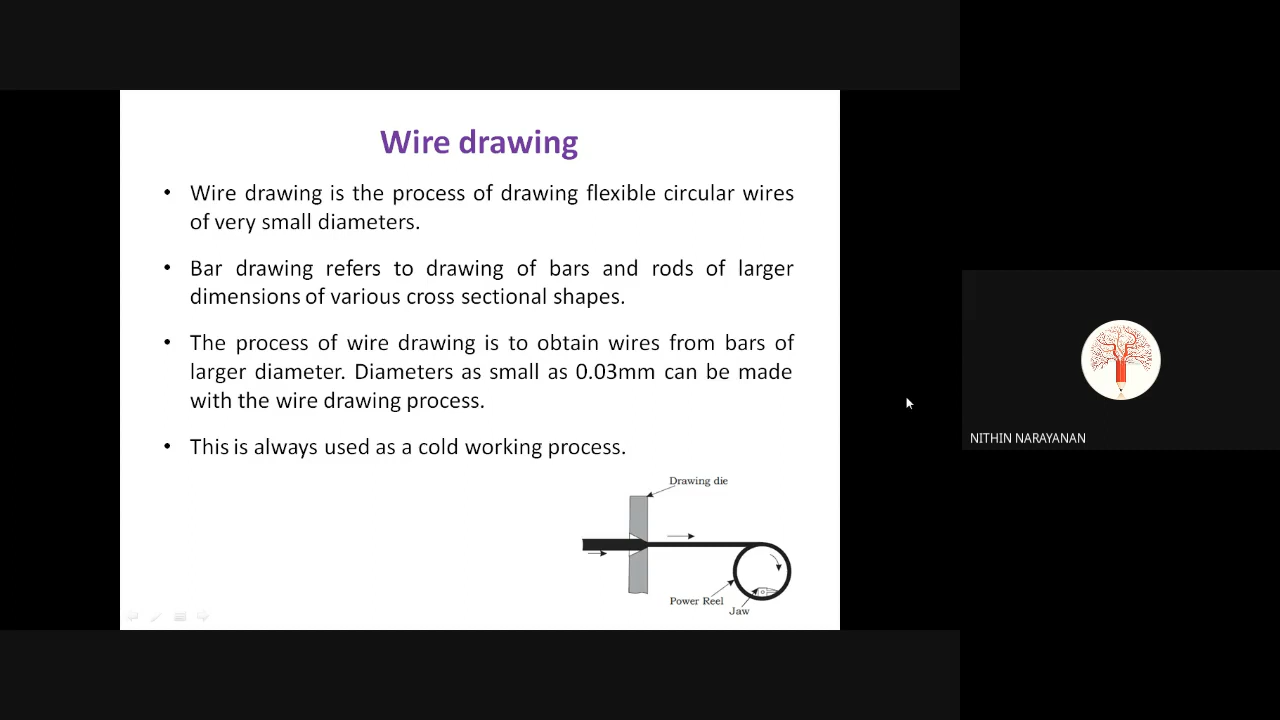 Wire drawing
• Wire drawing is the process of drawing flexible circular wires
of very small diameters.
• Bar drawing refers to drawing of bars and rods of larger
dimensions of various cross sectional shapes.
• The process of wire drawing is to obtain wires from bars of
larger diameter. Diameters as small as 0.03mm can be made
with the wire drawing process.
• This is always used as a cold working process.
Drawing die
Power Reel
Jaw
NITHIN NARAYANAN